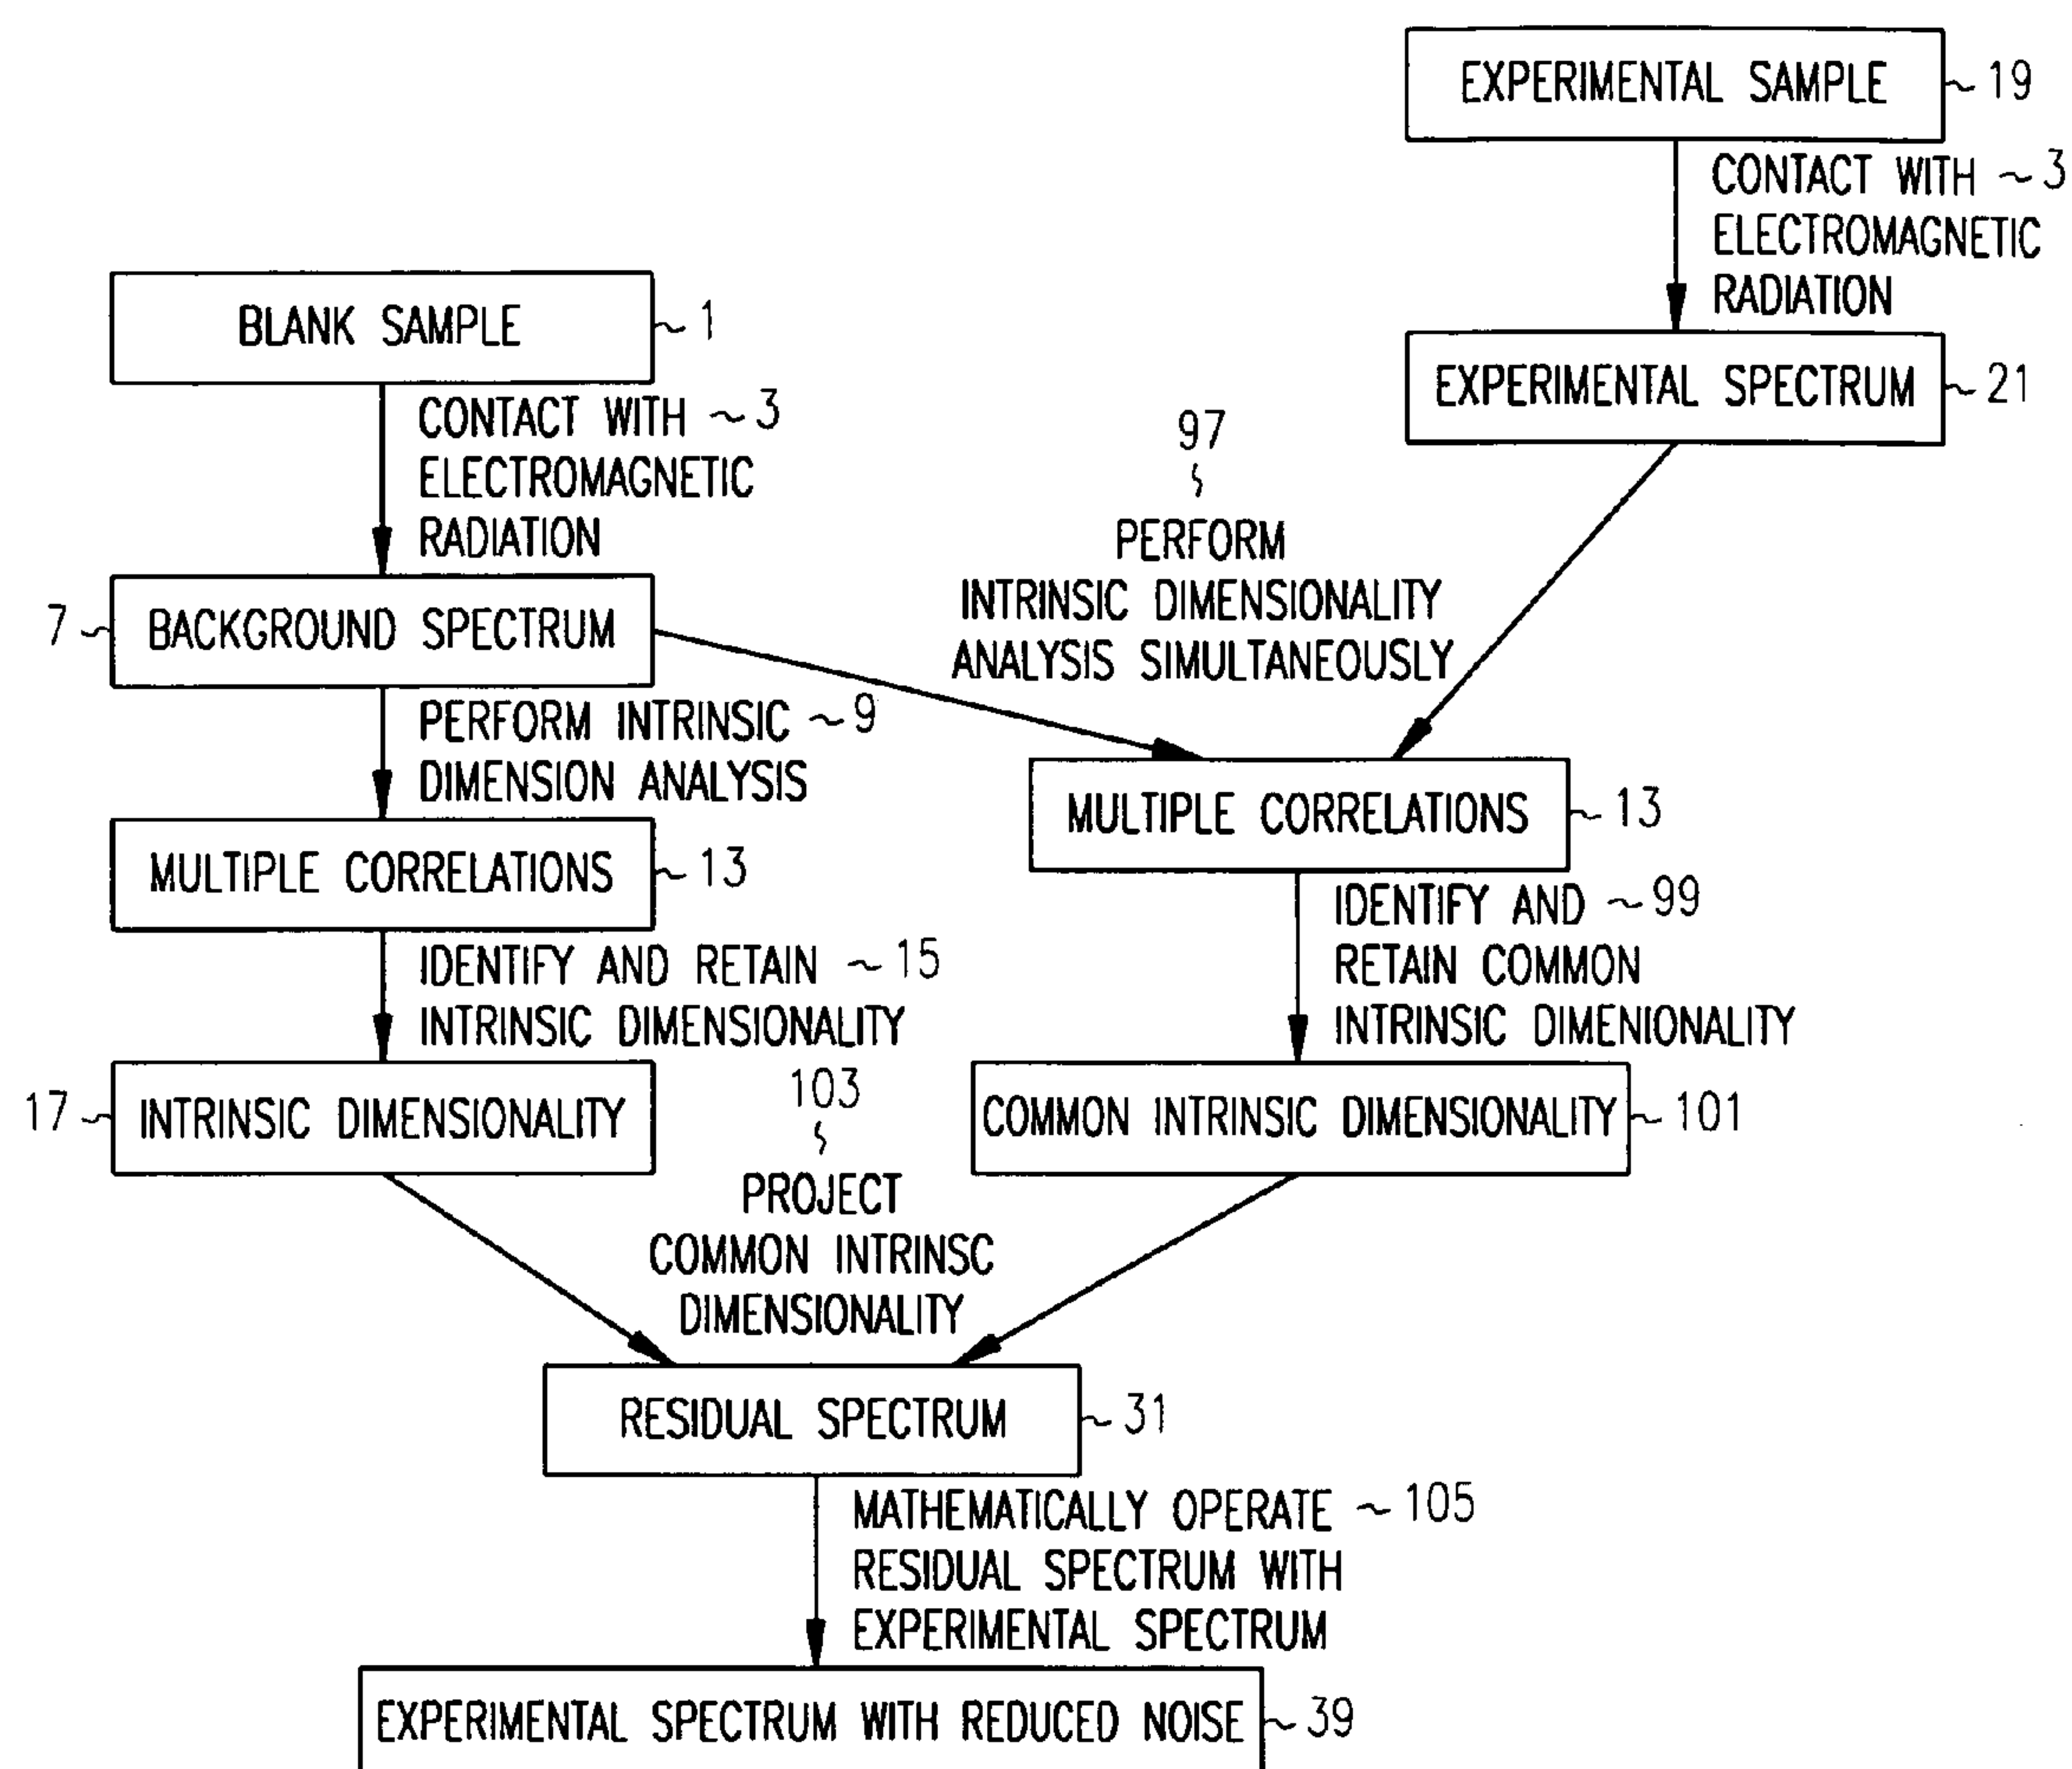 EXPERIMENTAL SAMPLE ~ 19
CONTACT WITH ~3
ELECTROMAGNETIC
RADIATION
BLANK SAMPLE ~ 1
EXPERIMENTAL SPECTRUM ~ 21
CONTACT WITH ~3
ELECTROMAGNETIC
RADIATION
97
PERFORM
INTRINSIC DIMENSIONALITY
ANALYSIS SIMULTANEOUSLY
7 ~ BACKGROUND SPECTRUM
PERFORM INTRINSIC ~9
DIMENSION ANALYSIS
MULTIPLE CORRELATIONS ~ 13
MULTIPLE CORRELATIONS ~ 13
IDENTIFY AND ~99
RETAIN COMMON
INTRINSIC DIMENIONALITY
IDENTIFY AND RETAIN ~15
INTRINSIC DIMENSIONALITY
17 ~ INTRINSIC DIMENSIONALITY
COMMON INTRINSIC DIMENSIONALITY ~ 101
103
PROJECT
COMMON INTRINSC
DIMENSIONALITY
RESIDUAL SPECTRUM ~31
MATHEMATICALLY OPERATE ~105
RESIDUAL SPECTRUM WITH
EXPERIMENTAL SPECTRUM
EXPERIMENTAL SPECTRUM WITH REDUCED NOISE ~39